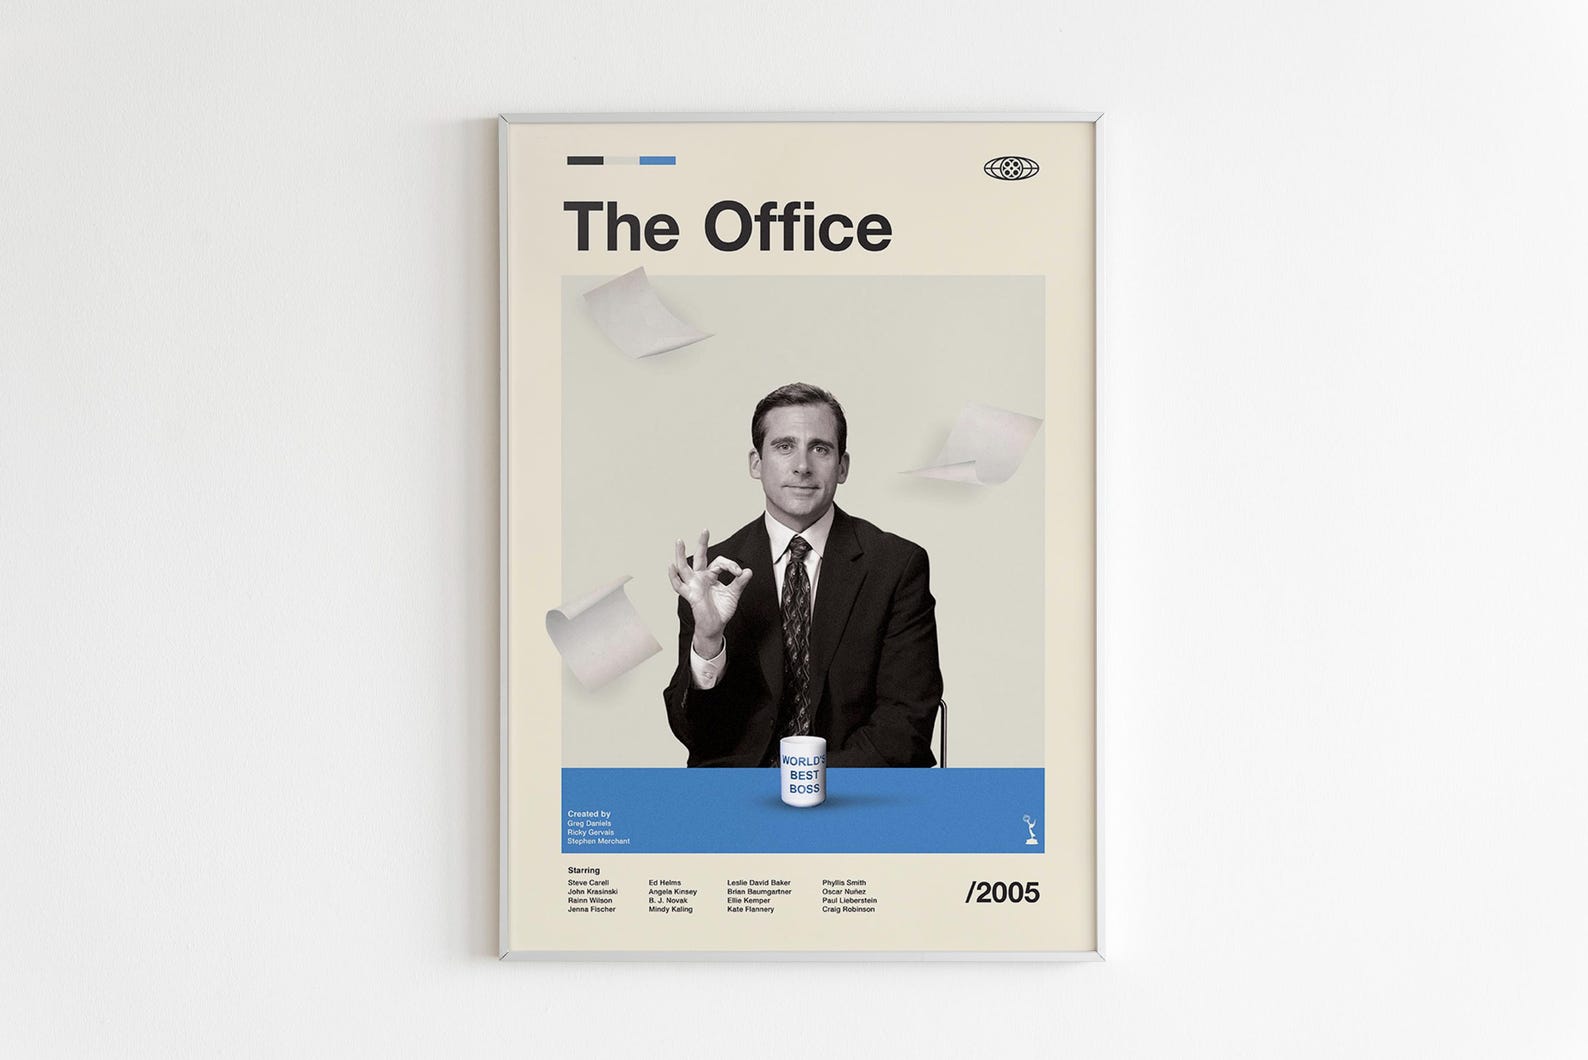 The Office
WORLD'S
BEST
BOSS
Created by
Greg Daniels
Ricky Gervais
Stephen Merchant
Starring
Steve Carell
John Krasinski
Rainn Wilson
Jenna Fischer
Ed Helms
Angela Kinsey
B. J. Novak
Mindy Kaling
Leslie David Baker
Brian Baumgartner
Ellie Kemper
Kate Flannery
Phyllis Smith
Oscar Nuñez
Paul Lieberstein
Craig Robinson
/2005